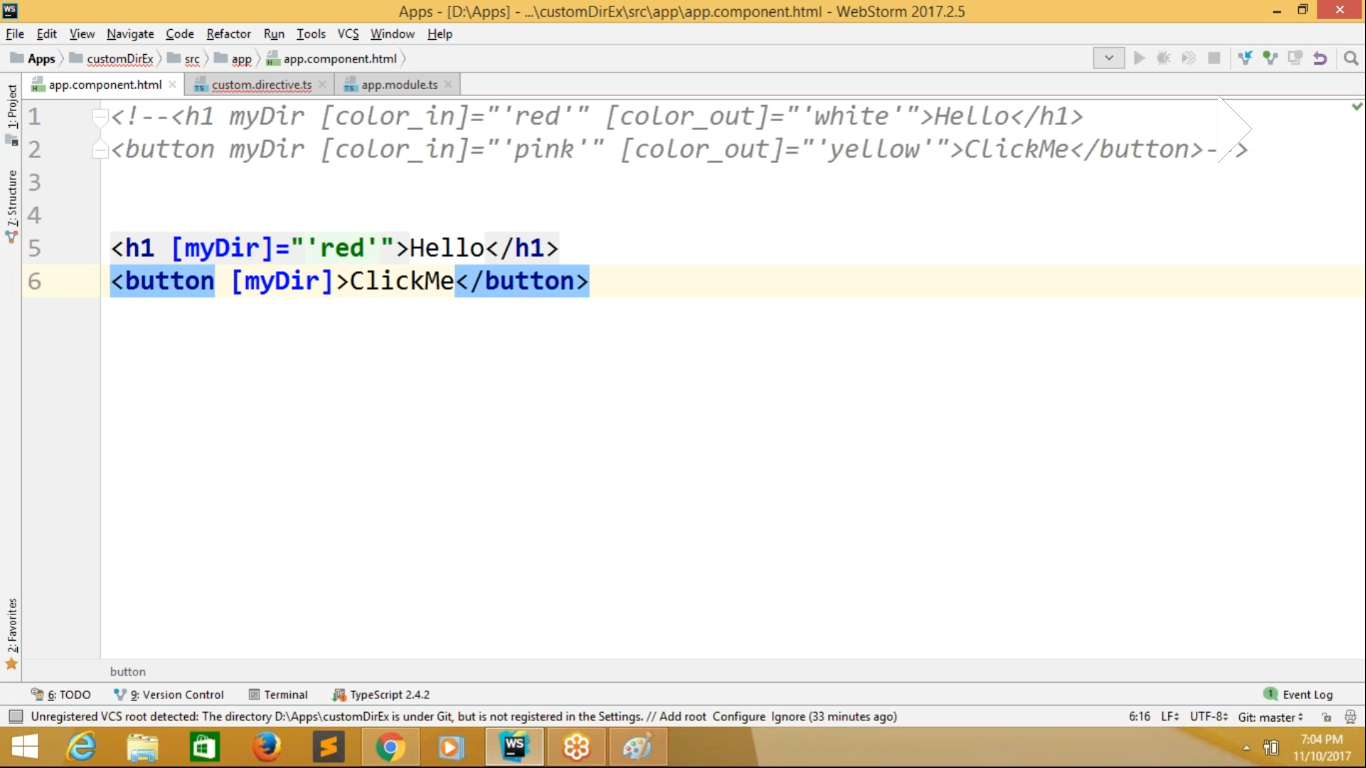 WS
Apps - [D:\Apps] - ...\customDirEx\src\app\app.component.html - WebStorm 2017.2.5
File Edit View Navigate Code Refactor Run Tools VCS Window Help
Apps customDirEx src app app.component.html
app.component.html custom.directive.ts app.module.ts
1 <!--<h1 myDir [color_in]="'red'" [color_out]="'white'">Hello</h1>
2 <button myDir [color_in]="'pink'" [color_out]="'yellow'">ClickMe</button>-->
3
4
5 <h1 [myDir]="'red'">Hello</h1>
6 <button [myDir]>ClickMe</button>
1: Project
7: Structure
2: Favorites
button
6: TODO 9: Version Control Terminal TypeScript 2.4.2 1 Event Log
Unregistered VCS root detected: The directory D:\Apps\customDirEx is under Git, but is not registered in the Settings. // Add root Configure Ignore (33 minutes ago) 6:16 LF UTF-8 Git: master
WS
7:04 PM
11/10/2017